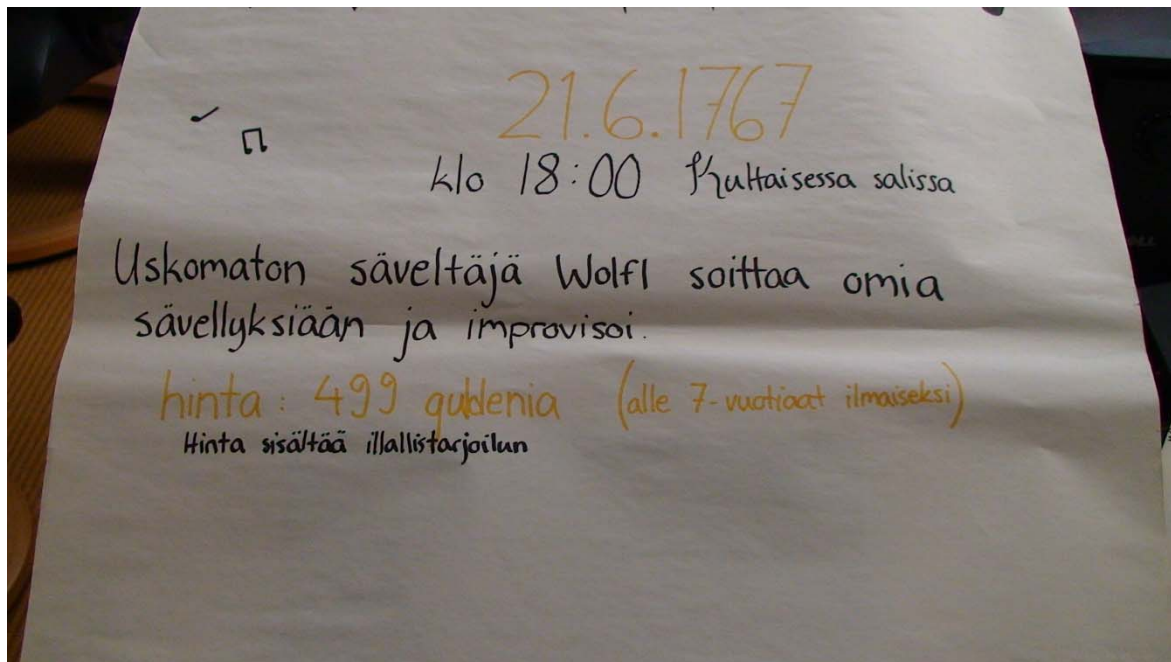 21.6.1767
klo 18:00 Kultaisessa salissa
Uskomaton säveltäjä Wolfl soittaa omia
sävellyksiään ja improvisoi.
hinta: 499 guldenia (alle 7-vuotiaat ilmaiseksi)
Hinta sisältää illallistarjoilun